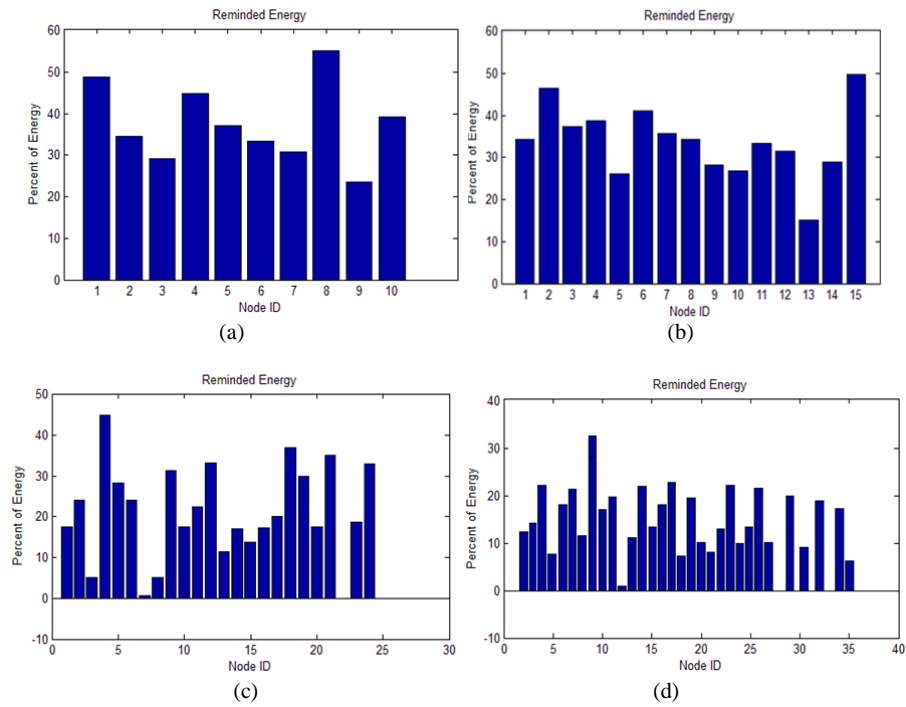 Reminded Energy
Percent of Energy
60
50
40
30
20
10
0
1 2 3 4 5 6 7 8 9 10
Node ID
(a)
Reminded Energy
Percent of Energy
60
50
40
30
20
10
0
1 2 3 4 5 6 7 8 9 10 11 12 13 14 15
Node ID
(b)
Reminded Energy
Percent of Energy
50
40
30
20
10
0
-10
0 5 10 15 20 25 30
Node ID
(c)
Reminded Energy
Percent of Energy
40
30
20
10
0
-10
0 5 10 15 20 25 30 35 40
Node ID
(d)